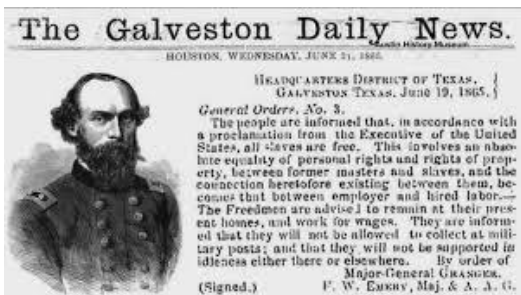 The Galveston Daily News.
Austin History Museum
HOUSTON, WEDNESDAY, JUNE 21, 1865.
HEADQUARTERS DISTRICT OF TEXAS,
GALVESTON TEXAS, June 19, 1865.
General Orders, No. 3.
The people are informed that, in accordance with
a proclamation from the Executive of the United
States, all slaves are free. This involves an abso-
lute equality of personal rights and rights of prop-
erty, between former masters and slaves, and the
connection heretofore existing between them, be-
comes that between employer and hired labor.—
The Freedmen are advised to remain at their pres-
ent homes, and work for wages. They are inform-
ed that they will not be allowed to collect at mili-
tary posts; and that they will not be supported in
idleness either there or elsewhere. By order of
Major-General GRANGER.
(Signed.) F. W. EMERY, Maj. & A. A. G.